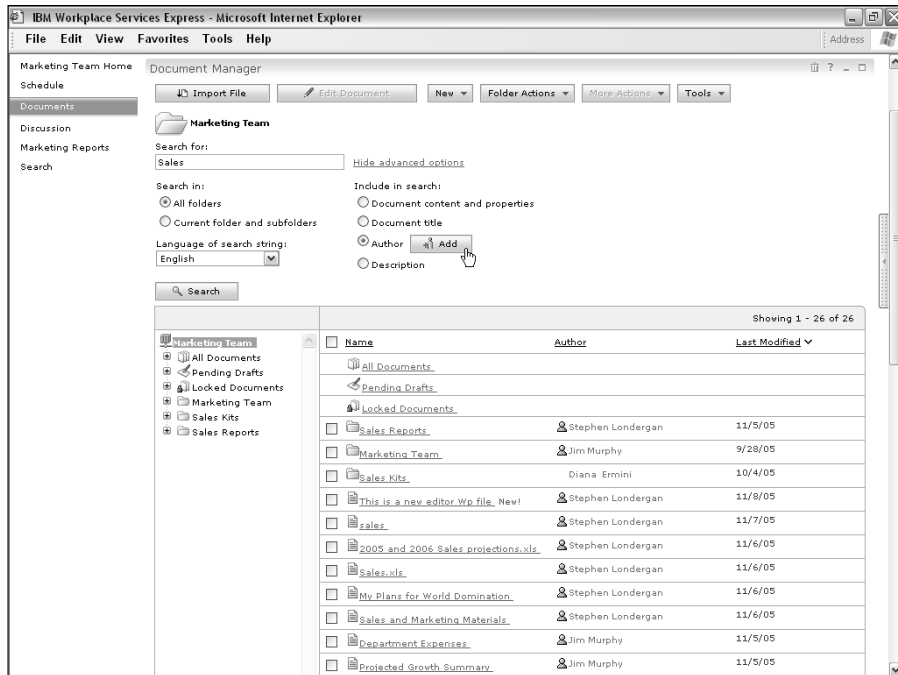 IBM Workplace Services Express - Microsoft Internet Explorer
File Edit View Favorites Tools Help
Address
Marketing Team Home
Schedule
Documents
Discussion
Marketing Reports
Search
Document Manager
?
Import File
Edit Document
New
Folder Actions
More Actions
Tools
Marketing Team
Search for:
Sales
Hide advanced options
Search in:
All folders
Current folder and subfolders
Language of search string:
English
Include in search:
Document content and properties
Document title
Author
Add
Description
Search
Showing 1 - 26 of 26
Marketing Team
All Documents
Pending Drafts
Locked Documents
Marketing Team
Sales Kits
Sales Reports
Name Author Last Modified
All Documents
Pending Drafts
Locked Documents
Sales Reports Stephen Londergan 11/5/05
Marketing Team Jim Murphy 9/28/05
Sales Kits Diana Ermini 10/4/05
This is a new editor Wp file New! Stephen Londergan 11/8/05
sales Stephen Londergan 11/7/05
2005 and 2006 Sales projections.xls Stephen Londergan 11/6/05
Sales.xls Stephen Londergan 11/6/05
My Plans for World Domination Stephen Londergan 11/6/05
Sales and Marketing Materials Stephen Londergan 11/6/05
Department Expenses Jim Murphy 11/5/05
Projected Growth Summary Jim Murphy 11/5/05